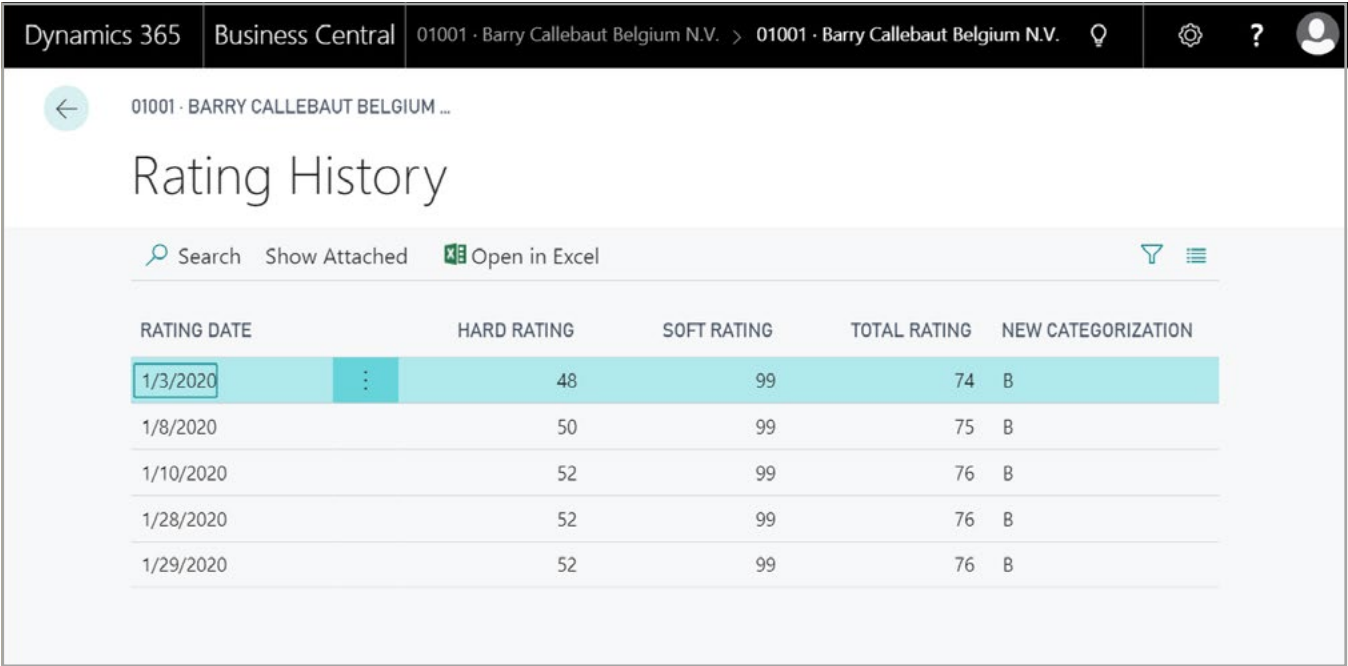 Dynamics 365 Business Central 01001 · Barry Callebaut Belgium N.V. > 01001 · Barry Callebaut Belgium N.V. ?
01001 · BARRY CALLEBAUT BELGIUM ...
Rating History
Search Show Attached Open in Excel
RATING DATE HARD RATING SOFT RATING TOTAL RATING NEW CATEGORIZATION
1/3/2020 48 99 74 B
1/8/2020 50 99 75 B
1/10/2020 52 99 76 B
1/28/2020 52 99 76 B
1/29/2020 52 99 76 B